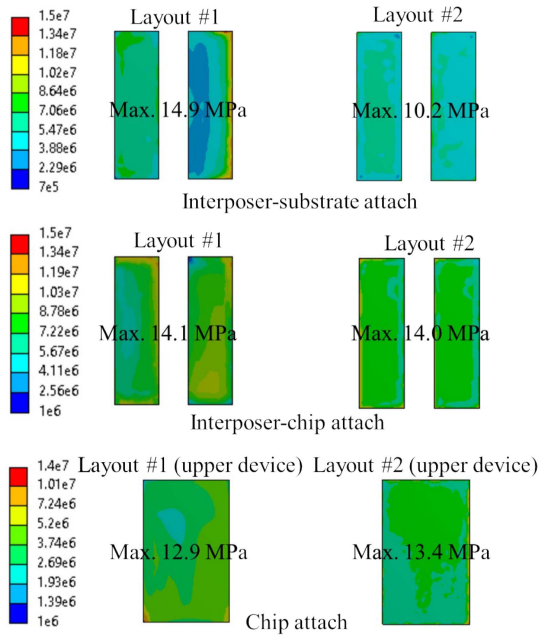 Layout #1
Layout #2
1.5e7
1.34e7
1.18e7
1.02e7
8.64e6
7.06e6
5.47e6
3.88e6
2.29e6
7e5
Max. 14.9 MPa
Max. 10.2 MPa
Interposer-substrate attach
Layout #1
Layout #2
1.5e7
1.34e7
1.19e7
1.03e7
8.78e6
7.22e6
5.67e6
4.11e6
2.56e6
1e6
Max. 14.1 MPa
Max. 14.0 MPa
Interposer-chip attach
Layout #1 (upper device)
Layout #2 (upper device)
1.4e7
1.01e7
7.24e6
5.2e6
3.74e6
2.69e6
1.93e6
1.39e6
1e6
Max. 12.9 MPa
Max. 13.4 MPa
Chip attach